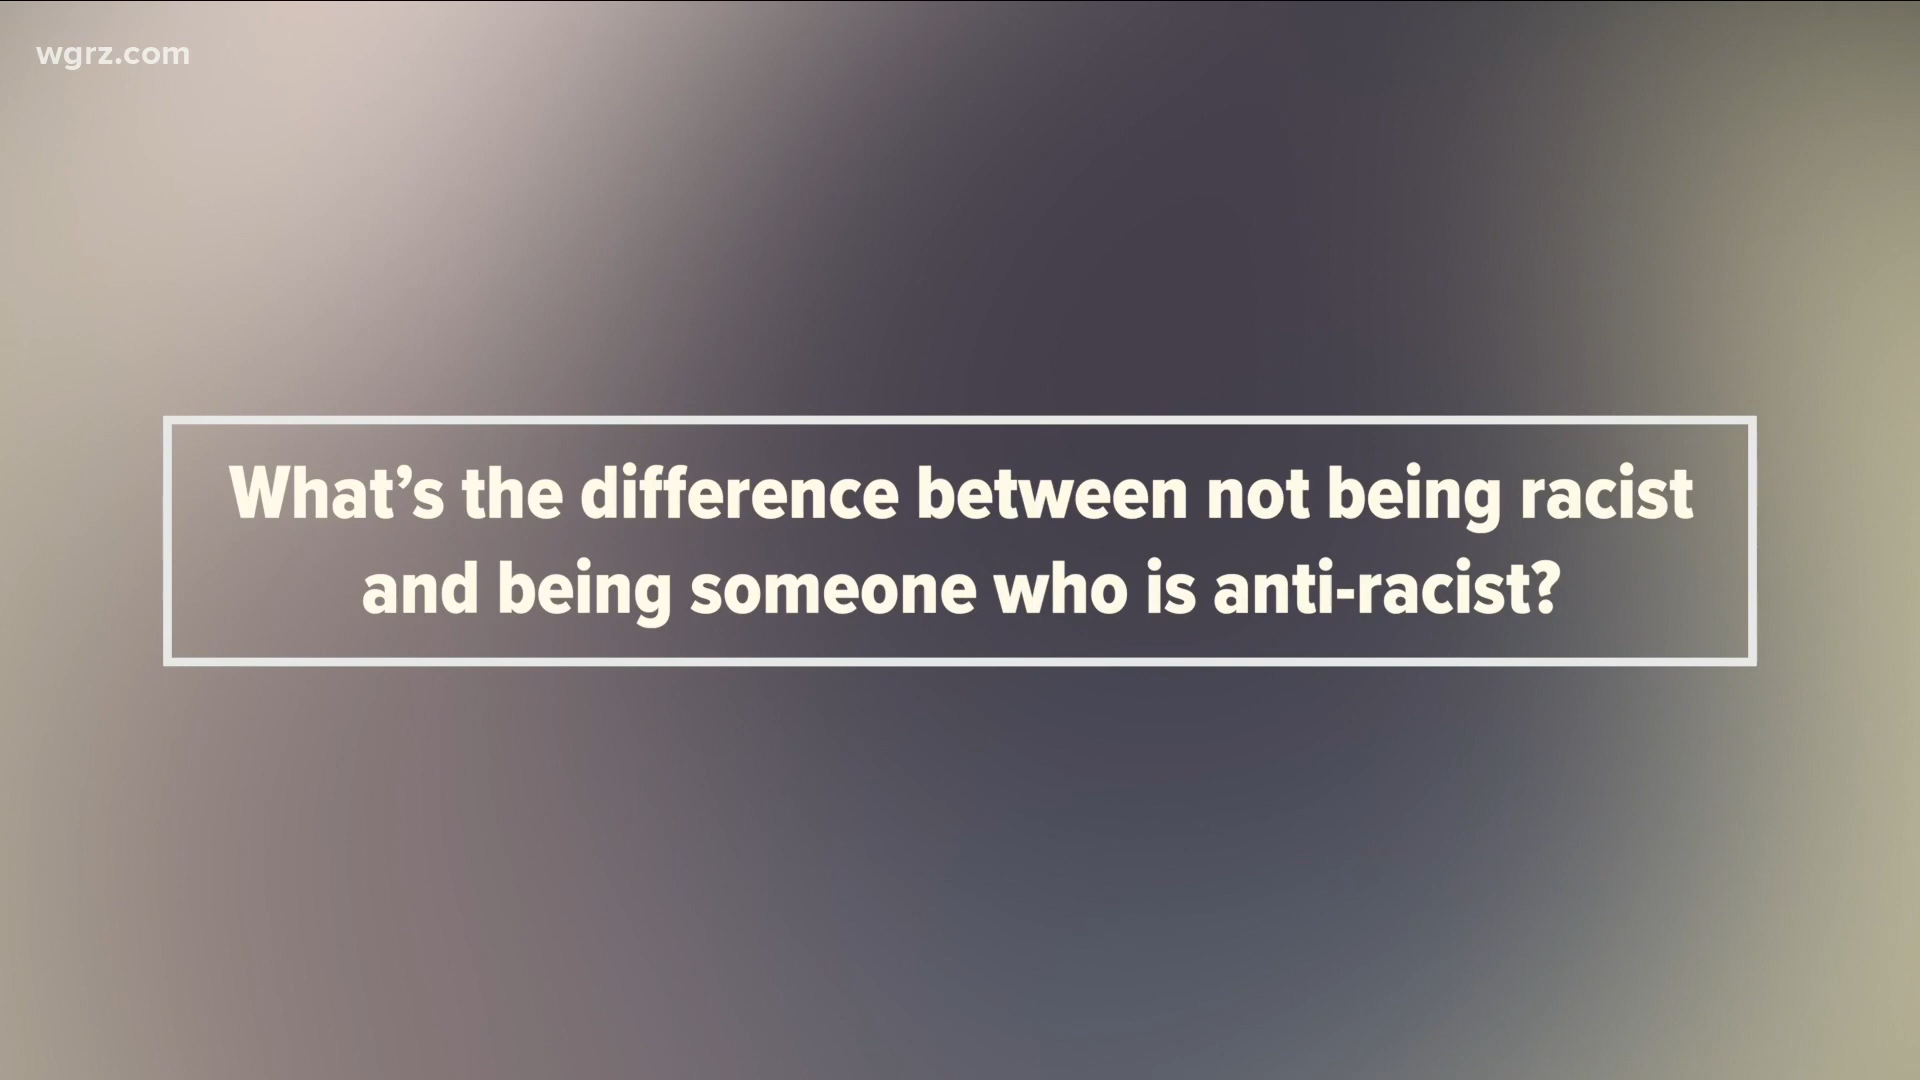 wgrz.com
What’s the difference between not being racist
and being someone who is anti-racist?